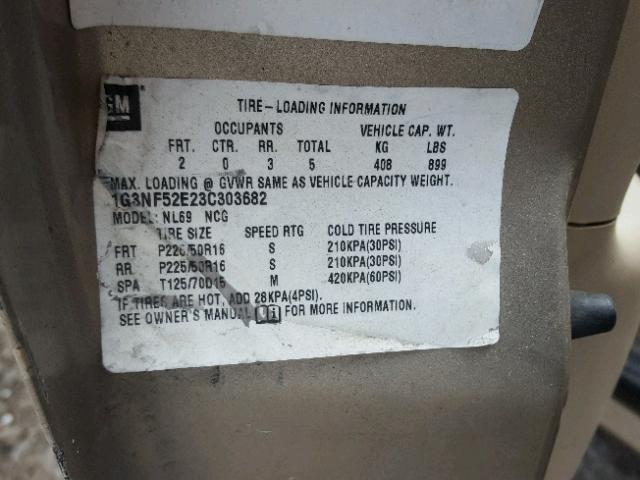 GM
TIRE-LOADING INFORMATION
OCCUPANTS VEHICLE CAP. WT.
FRT. CTR. RR. TOTAL KG LBS
2 0 3 5 408 899
MAX. LOADING @ GVWR SAME AS VEHICLE CAPACITY WEIGHT.
1G3NF52E23C303682
MODEL: NL69 NCG
TIRE SIZE SPEED RTG COLD TIRE PRESSURE
FRT P225/50R16 S 210KPA(30PSI)
RR P225/50R16 S 210KPA(30PSI)
SPA T125/70D15 M 420KPA(60PSI)
IF TIRES ARE HOT, ADD 28KPA(4PSI).
SEE OWNER'S MANUAL FOR MORE INFORMATION.